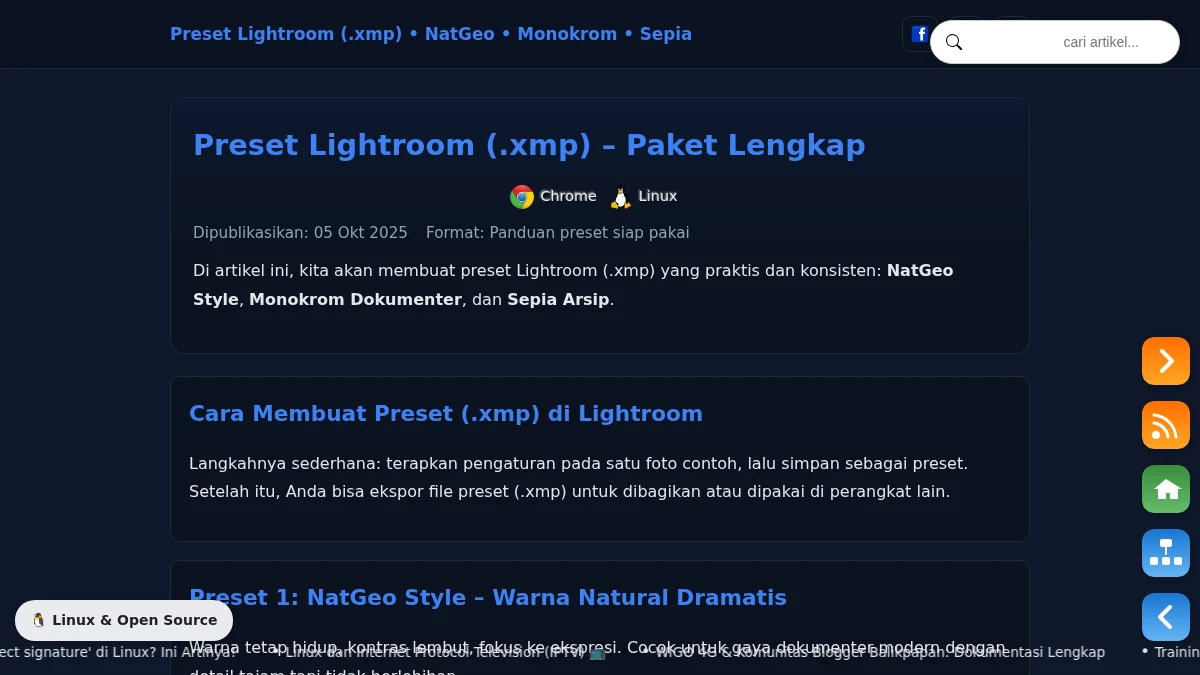 Preset Lightroom (.xmp) • NatGeo • Monokrom • Sepia
cari artikel...
Preset Lightroom (.xmp) – Paket Lengkap
Chrome Linux
Dipublikasikan: 05 Okt 2025 Format: Panduan preset siap pakai
Di artikel ini, kita akan membuat preset Lightroom (.xmp) yang praktis dan konsisten: NatGeo
Style, Monokrom Dokumenter, dan Sepia Arsip.
Cara Membuat Preset (.xmp) di Lightroom
Langkahnya sederhana: terapkan pengaturan pada satu foto contoh, lalu simpan sebagai preset.
Setelah itu, Anda bisa ekspor file preset (.xmp) untuk dibagikan atau dipakai di perangkat lain.
Preset 1: NatGeo Style – Warna Natural Dramatis
🐧 Linux & Open Source
Warna tetap hidup, kontras lembut, fokus ke ekspresi. Cocok untuk gaya dokumenter modern dengan
ect signature' di Linux? Ini Artinya? • Linux dan Internet Protocol Television (IPTV) 📺 • WIGO 4G & Komunitas Blogger Balikpapan: Dokumentasi Lengkap • Trainin
detail tajam tapi tidak berlebihan.